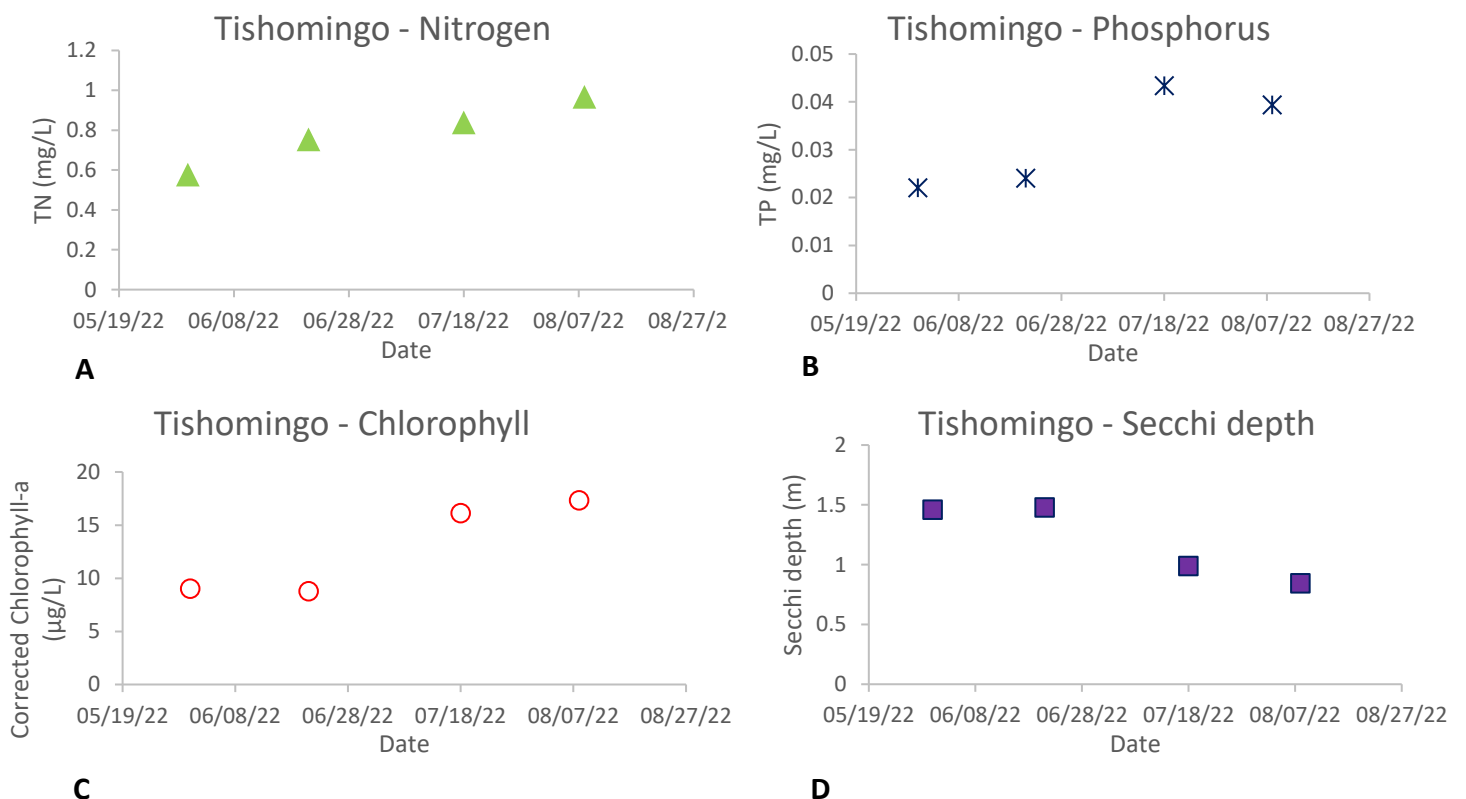 Tishomingo - Nitrogen
1.2
1
0.8
0.6
0.4
0.2
0
TN (mg/L)
05/19/22 06/08/22 06/28/22 07/18/22 08/07/22 08/27/2
Date
A
Tishomingo - Phosphorus
0.05
0.04
0.03
0.02
0.01
0
TP (mg/L)
05/19/22 06/08/22 06/28/22 07/18/22 08/07/22 08/27/22
Date
B
Tishomingo - Chlorophyll
20
15
10
5
0
Corrected Chlorophyll-a
(µg/L)
05/19/22 06/08/22 06/28/22 07/18/22 08/07/22 08/27/22
Date
C
Tishomingo - Secchi depth
2
1.5
1
0.5
0
Secchi depth (m)
05/19/22 06/08/22 06/28/22 07/18/22 08/07/22 08/27/22
Date
D